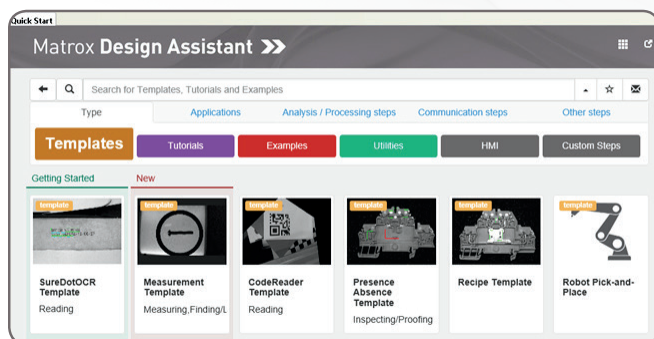 Quick Start
Matrox Design Assistant
Search for Templates, Tutorials and Examples
Type Applications Analysis / Processing steps Communication steps Other steps
Templates Tutorials Examples Utilities HMI Custom Steps
Getting Started New
template template template template template template
SureDotOCR Template
Reading
Measurement Template
Measuring,Finding/L
CodeReader Template
Reading
Presence Absence Template
Inspecting/Proofing
Recipe Template
Robot Pick-and-Place